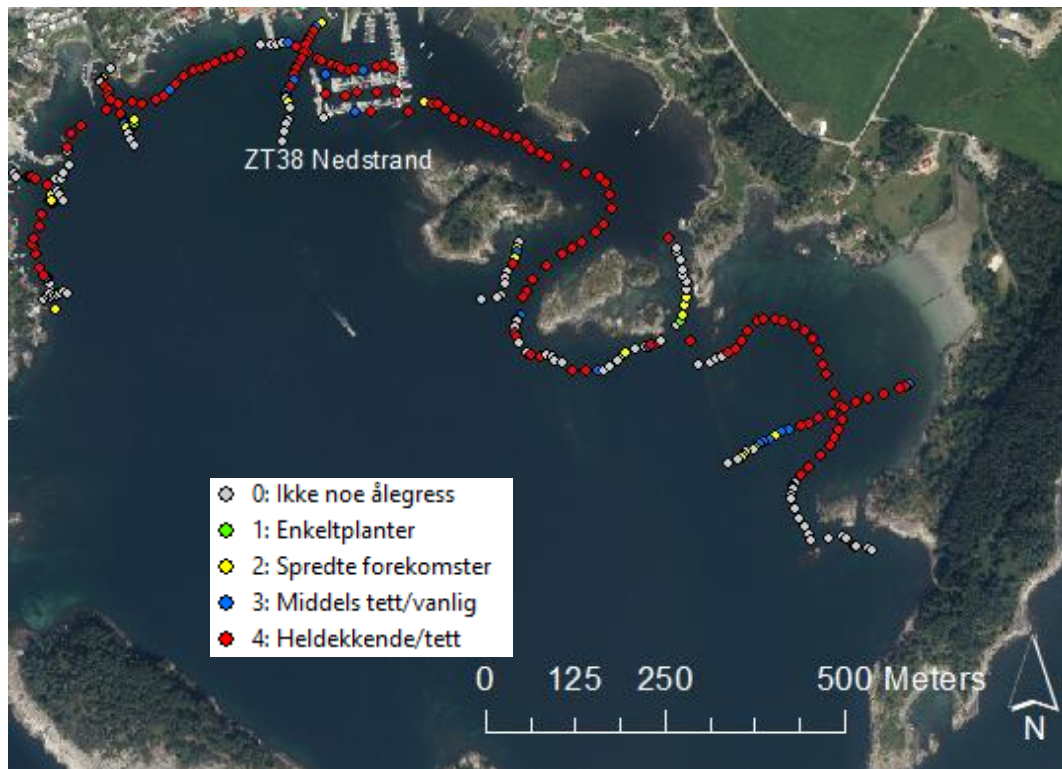 ZT38 Nedstrand
0: Ikke noe ålegress
1: Enkeltplanter
2: Spredte forekomster
3: Middels tett/vanlig
4: Heldekkende/tett
0 125 250 500 Meters
N